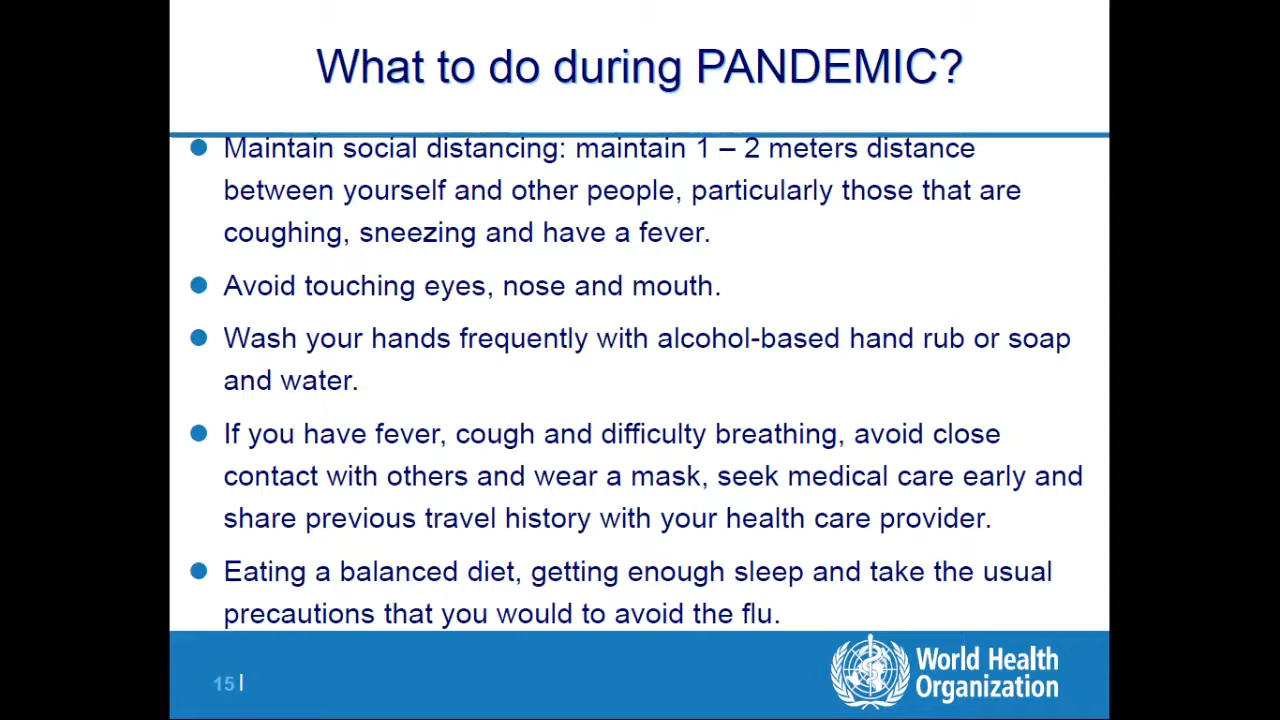 What to do during PANDEMIC?
Maintain social distancing: maintain 1 – 2 meters distance
between yourself and other people, particularly those that are
coughing, sneezing and have a fever.
Avoid touching eyes, nose and mouth.
Wash your hands frequently with alcohol-based hand rub or soap
and water.
If you have fever, cough and difficulty breathing, avoid close
contact with others and wear a mask, seek medical care early and
share previous travel history with your health care provider.
Eating a balanced diet, getting enough sleep and take the usual
precautions that you would to avoid the flu.
15 |
World Health
Organization